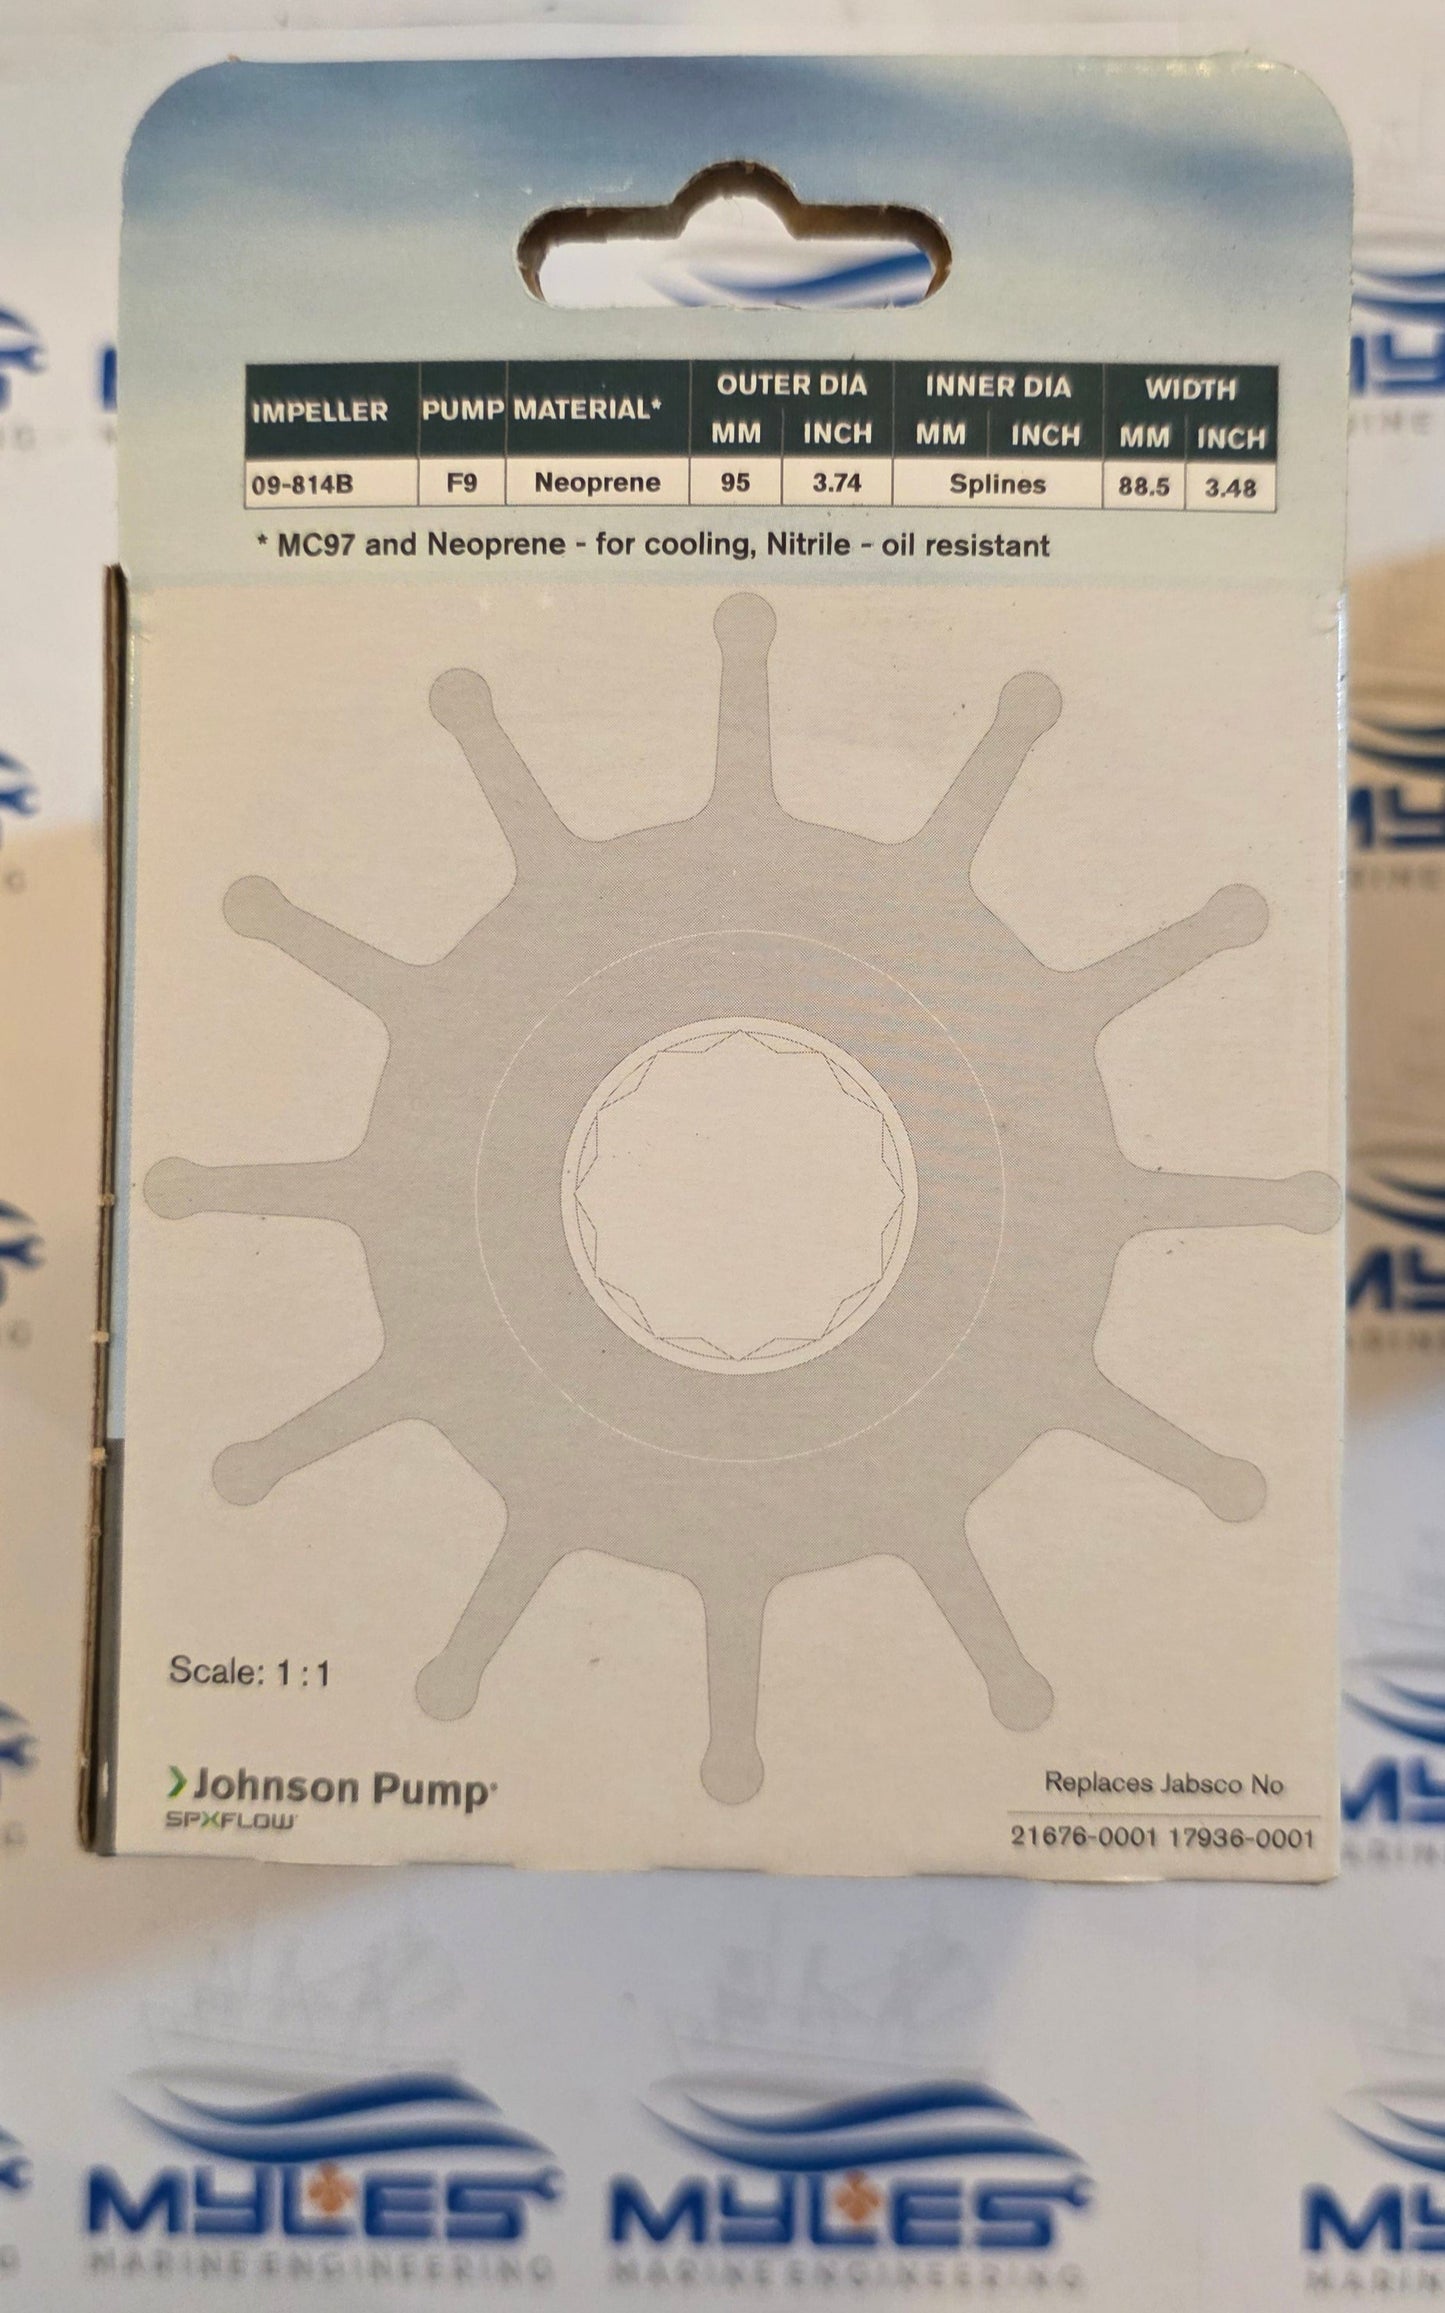 IMPELLER PUMP MATERIAL* OUTER DIA INNER DIA WIDTH
MM INCH MM INCH MM INCH
09-814B F9 Neoprene 95 3.74 Splines 88.5 3.48
* MC97 and Neoprene - for cooling, Nitrile - oil resistant
Scale: 1:1
Johnson Pump®
SPXFLOW
Replaces Jabsco No
21676-0001 17936-0001
MYLES MYLES
MARINE ENGINEERING MARINE ENGINEERING